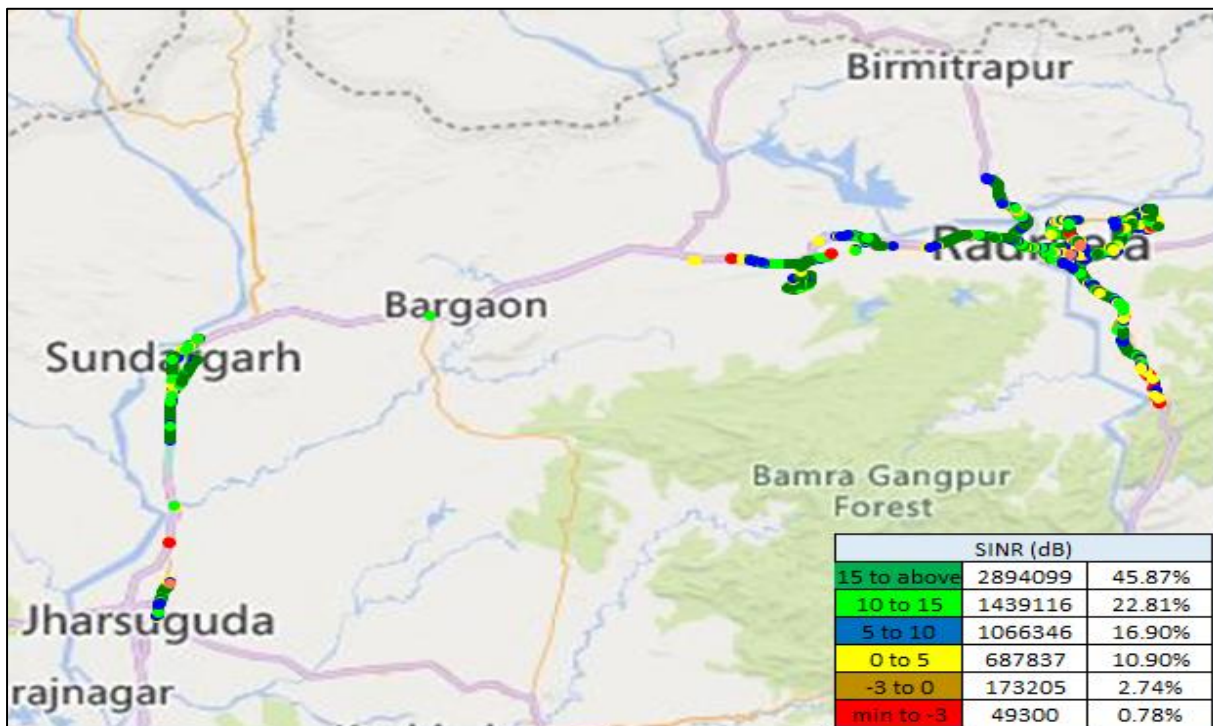 Birmitrapur
Raurkela
Bargaon
Sundargarh
Bamra Gangpur
Forest
Jharsuguda
rajnagar
SINR (dB)
15 to above 2894099 45.87%
10 to 15 1439116 22.81%
5 to 10 1066346 16.90%
0 to 5 687837 10.90%
-3 to 0 173205 2.74%
min to -3 49300 0.78%